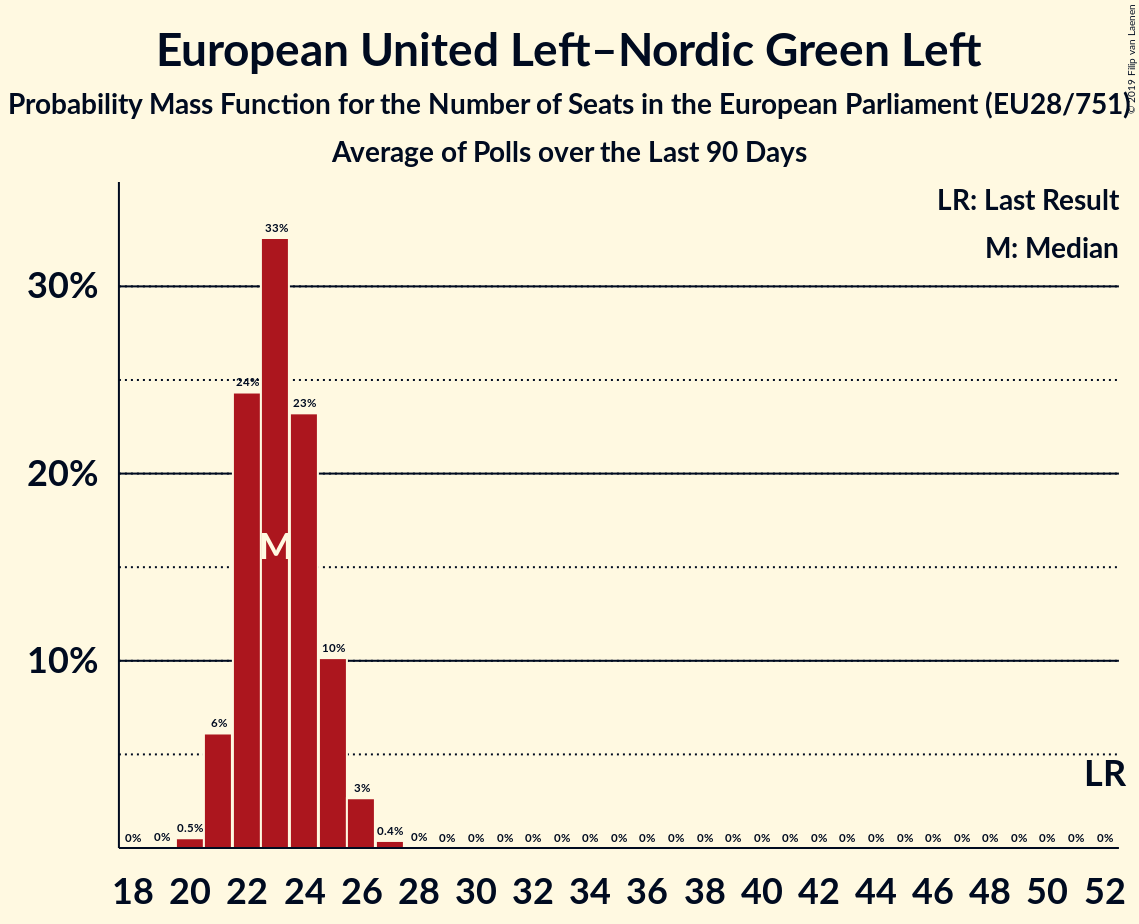 European United Left–Nordic Green Left
Probability Mass Function for the Number of Seats in the European Parliament (EU28/751)
Average of Polls over the Last 90 Days
© 2019 Filip van Laenen
LR: Last Result
M: Median
30%
20%
10%
0% 0% 0.5% 6% 24% 33% 23% 10% 3% 0.4% 0% 0% 0% 0% 0% 0% 0% 0% 0% 0% 0% 0% 0% 0% 0% 0% 0% 0% 0% 0% 0% 0% 0% 0% 0%
M
LR
18 20 22 24 26 28 30 32 34 36 38 40 42 44 46 48 50 52